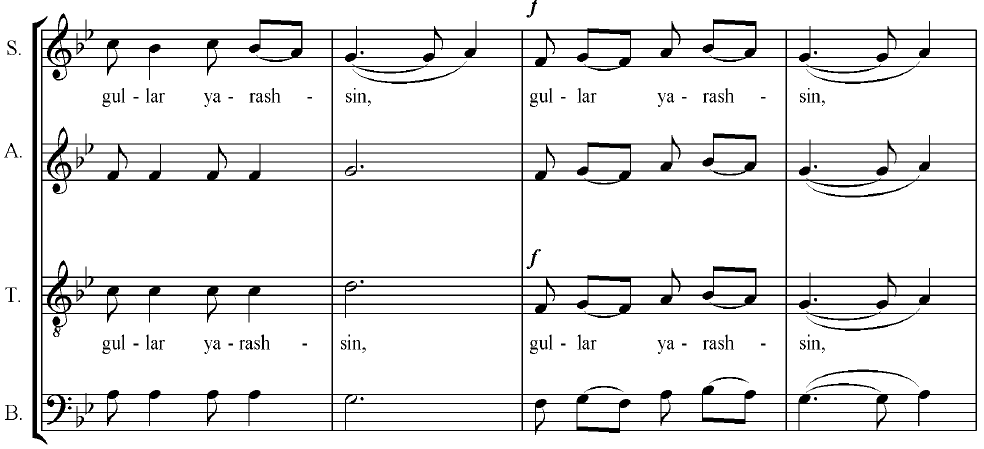 f
S.
gul - lar ya - rash - sin, gul - lar ya - rash - sin,
A.
f
T.
8
gul - lar ya - rash - sin, gul - lar ya - rash - sin,
B.